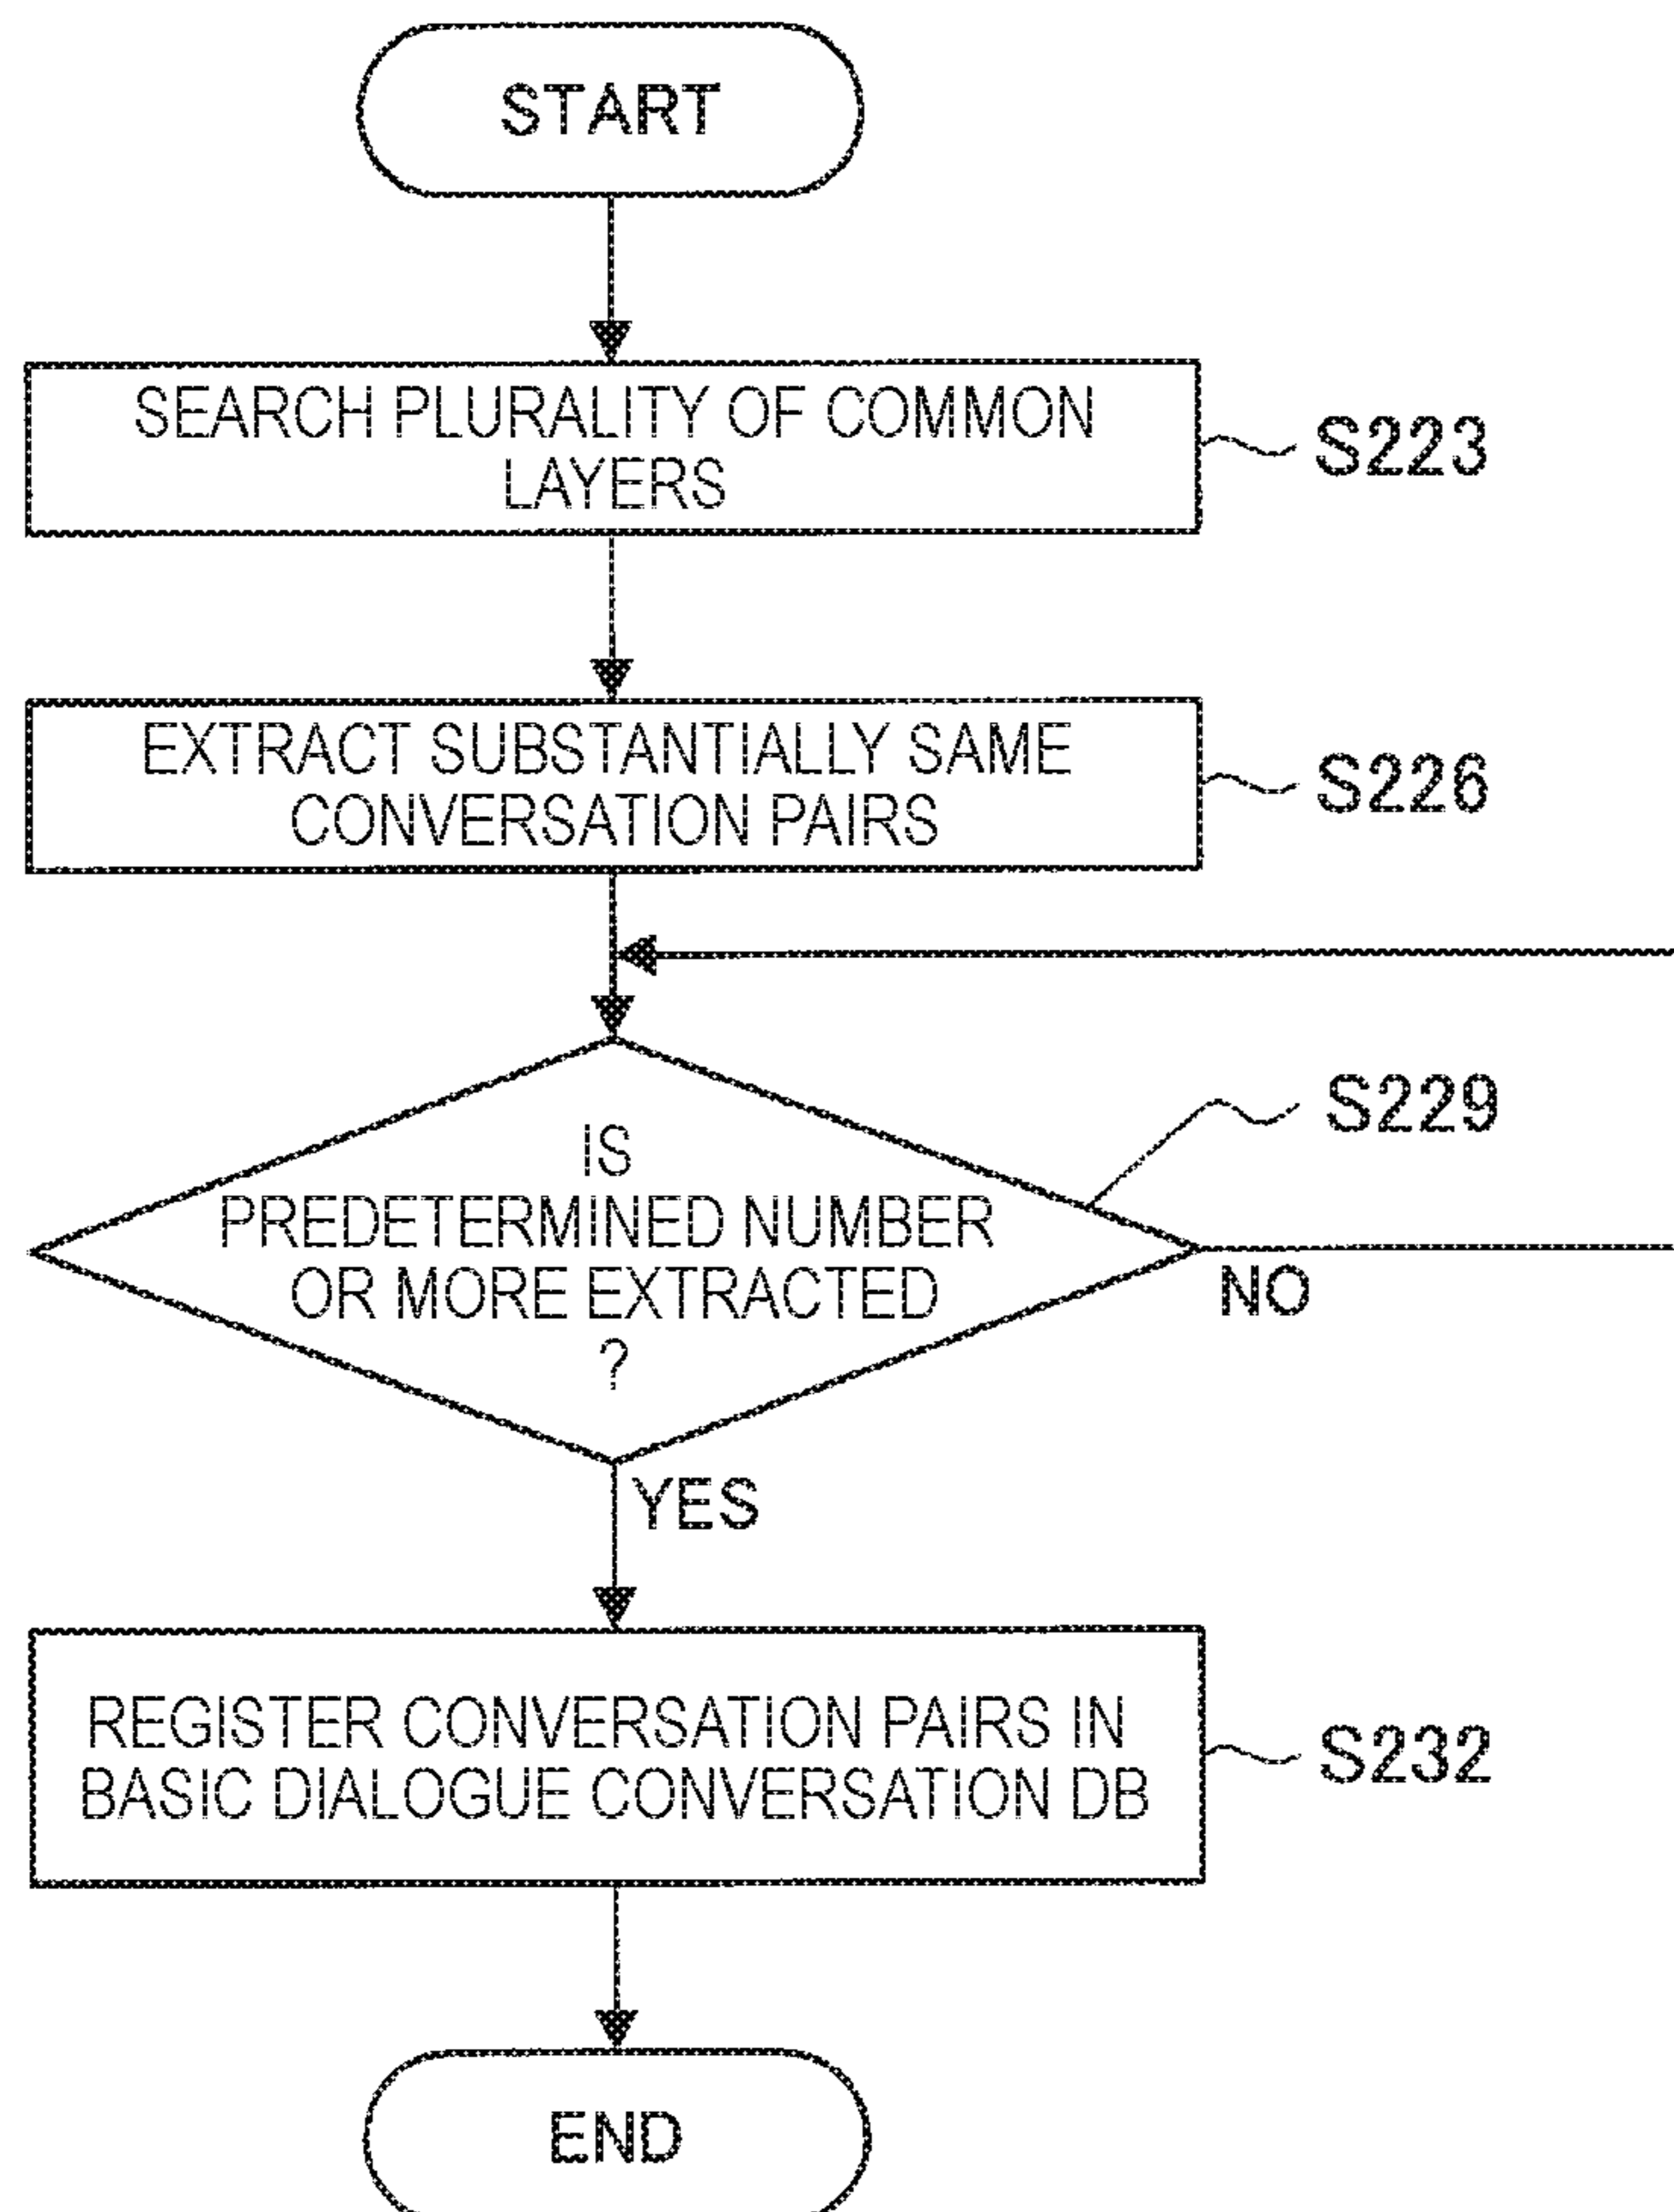 START
SEARCH PLURALITY OF COMMON
LAYERS
S223
EXTRACT SUBSTANTIALLY SAME
CONVERSATION PAIRS
S226
S229
IS
PREDETERMINED NUMBER
OR MORE EXTRACTED
?
NO
YES
REGISTER CONVERSATION PAIRS IN
BASIC DIALOGUE CONVERSATION DB
S232
END